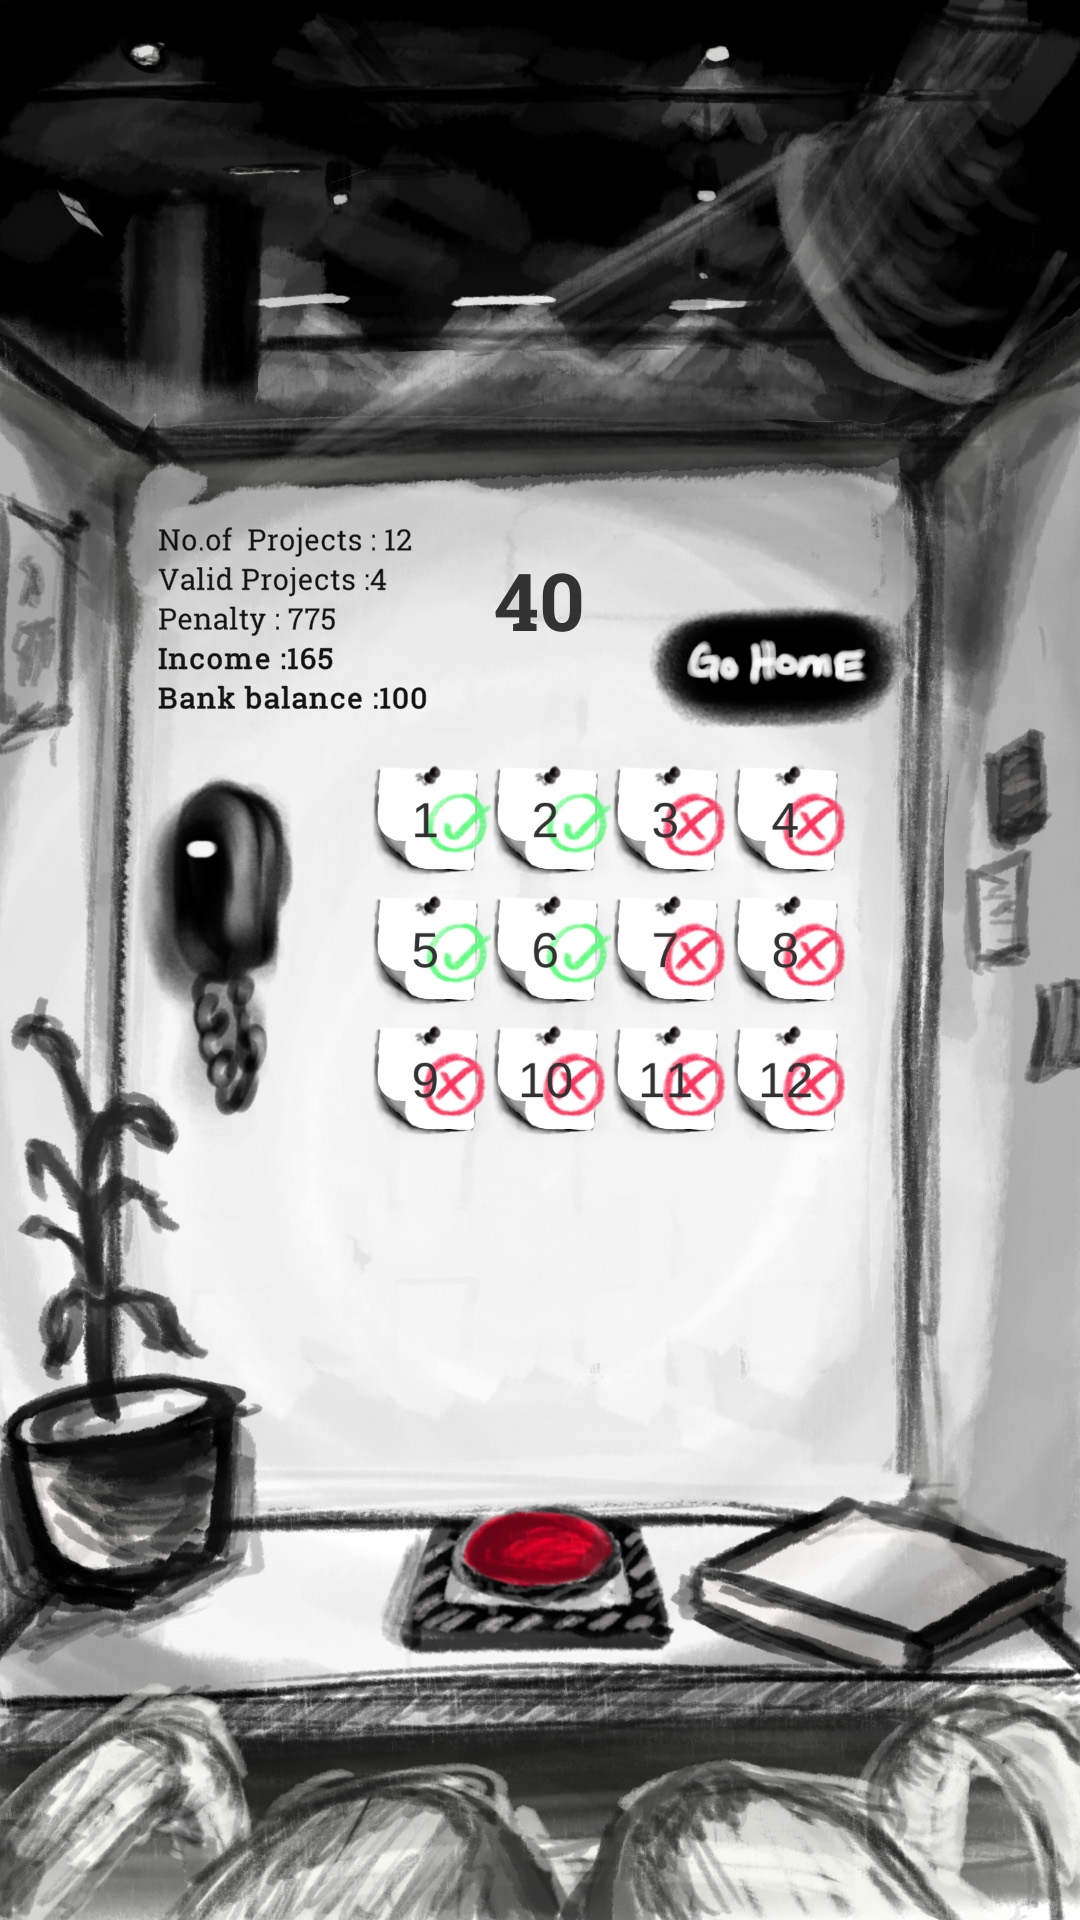 No.of  Projects : 12
Valid Projects :4
Penalty : 775
Income :165
Bank balance :100
40
Go Home
1 2 3 4
5 6 7 8
9 10 11 12